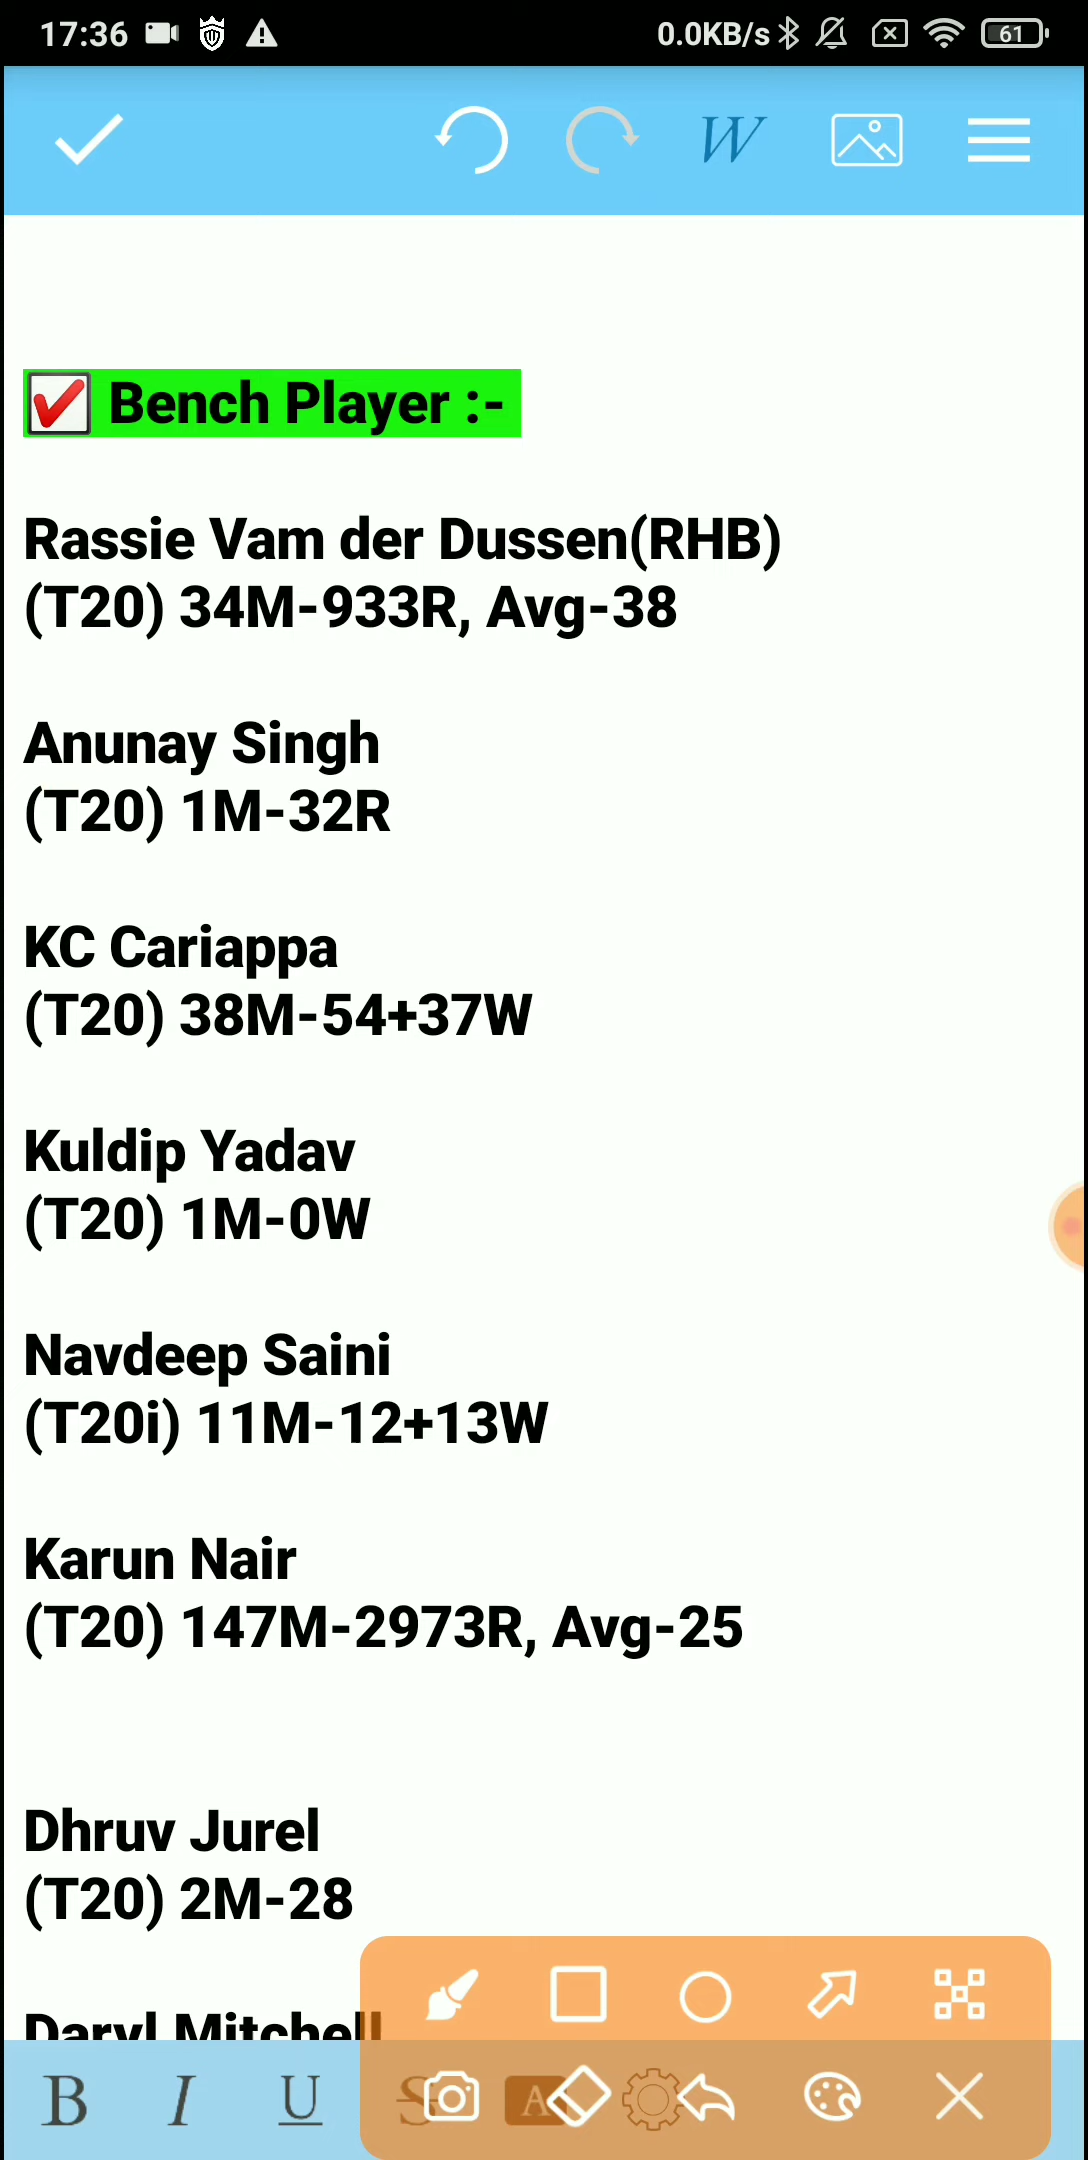 17:36 0.0KB/s 61
W
✔ Bench Player :-
Rassie Vam der Dussen(RHB)
(T20) 34M-933R, Avg-38
Anunay Singh
(T20) 1M-32R
KC Cariappa
(T20) 38M-54+37W
Kuldip Yadav
(T20) 1M-0W
Navdeep Saini
(T20i) 11M-12+13W
Karun Nair
(T20) 147M-2973R, Avg-25
Dhruv Jurel
(T20) 2M-28
Daryl Mitchell
B I U S A